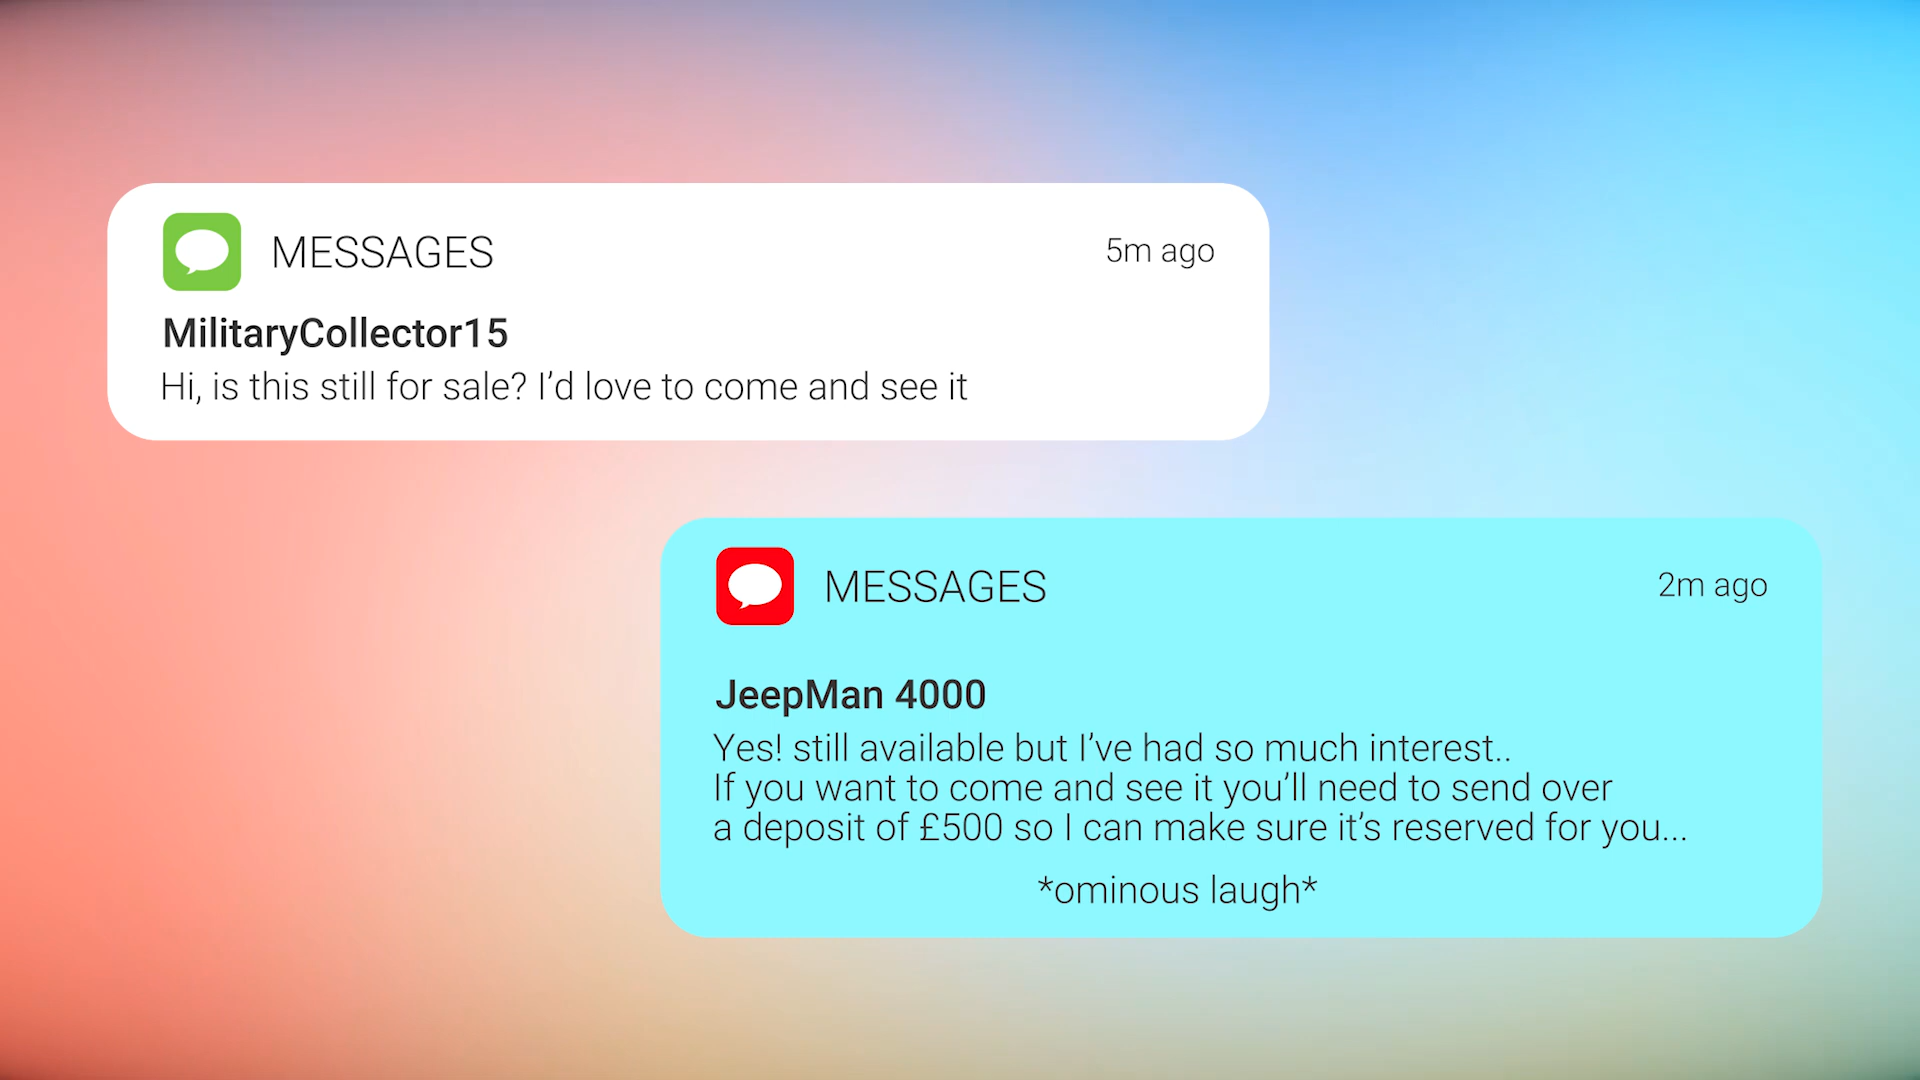 MESSAGES
5m ago
MilitaryCollector15
Hi, is this still for sale? I’d love to come and see it
MESSAGES
2m ago
JeepMan 4000
Yes! still available but I’ve had so much interest..
If you want to come and see it you’ll need to send over
a deposit of £500 so I can make sure it’s reserved for you...
*ominous laugh*